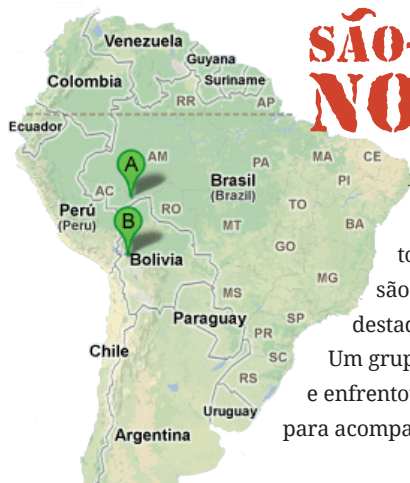 Venezuela
Guyana
Colombia
Suriname
RR
AP
Ecuador
A
AM
PA
MA
CE
AC
Brasil
(Brazil)
PI
Perú
(Peru)
RO
TO
B
MT
BA
Bolivia
GO
MG
MS
Paraguay
SP
PR
Chile
SC
RS
Uruguay
Argentina
SÃO-
NO
to
são
destad
Um grup
e enfrento
para acompa